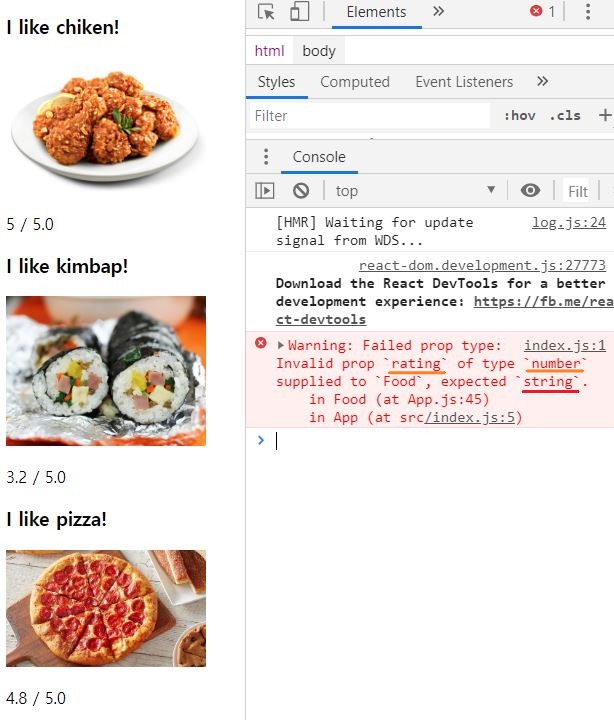 I like chiken!
5 / 5.0
I like kimbap!
3.2 / 5.0
I like pizza!
4.8 / 5.0
Elements » 1
html body
Styles Computed Event Listeners »
Filter :hov .cls +
Console
top ▼ Filt
[HMR] Waiting for update log.js:24
signal from WDS...
react-dom.development.js:27773
Download the React DevTools for a better
development experience: https://fb.me/rea
ct-devtools
Warning: Failed prop type: index.js:1
Invalid prop `rating` of type `number`
supplied to `Food`, expected `string`.
in Food (at App.js:45)
in App (at src/index.js:5)
>